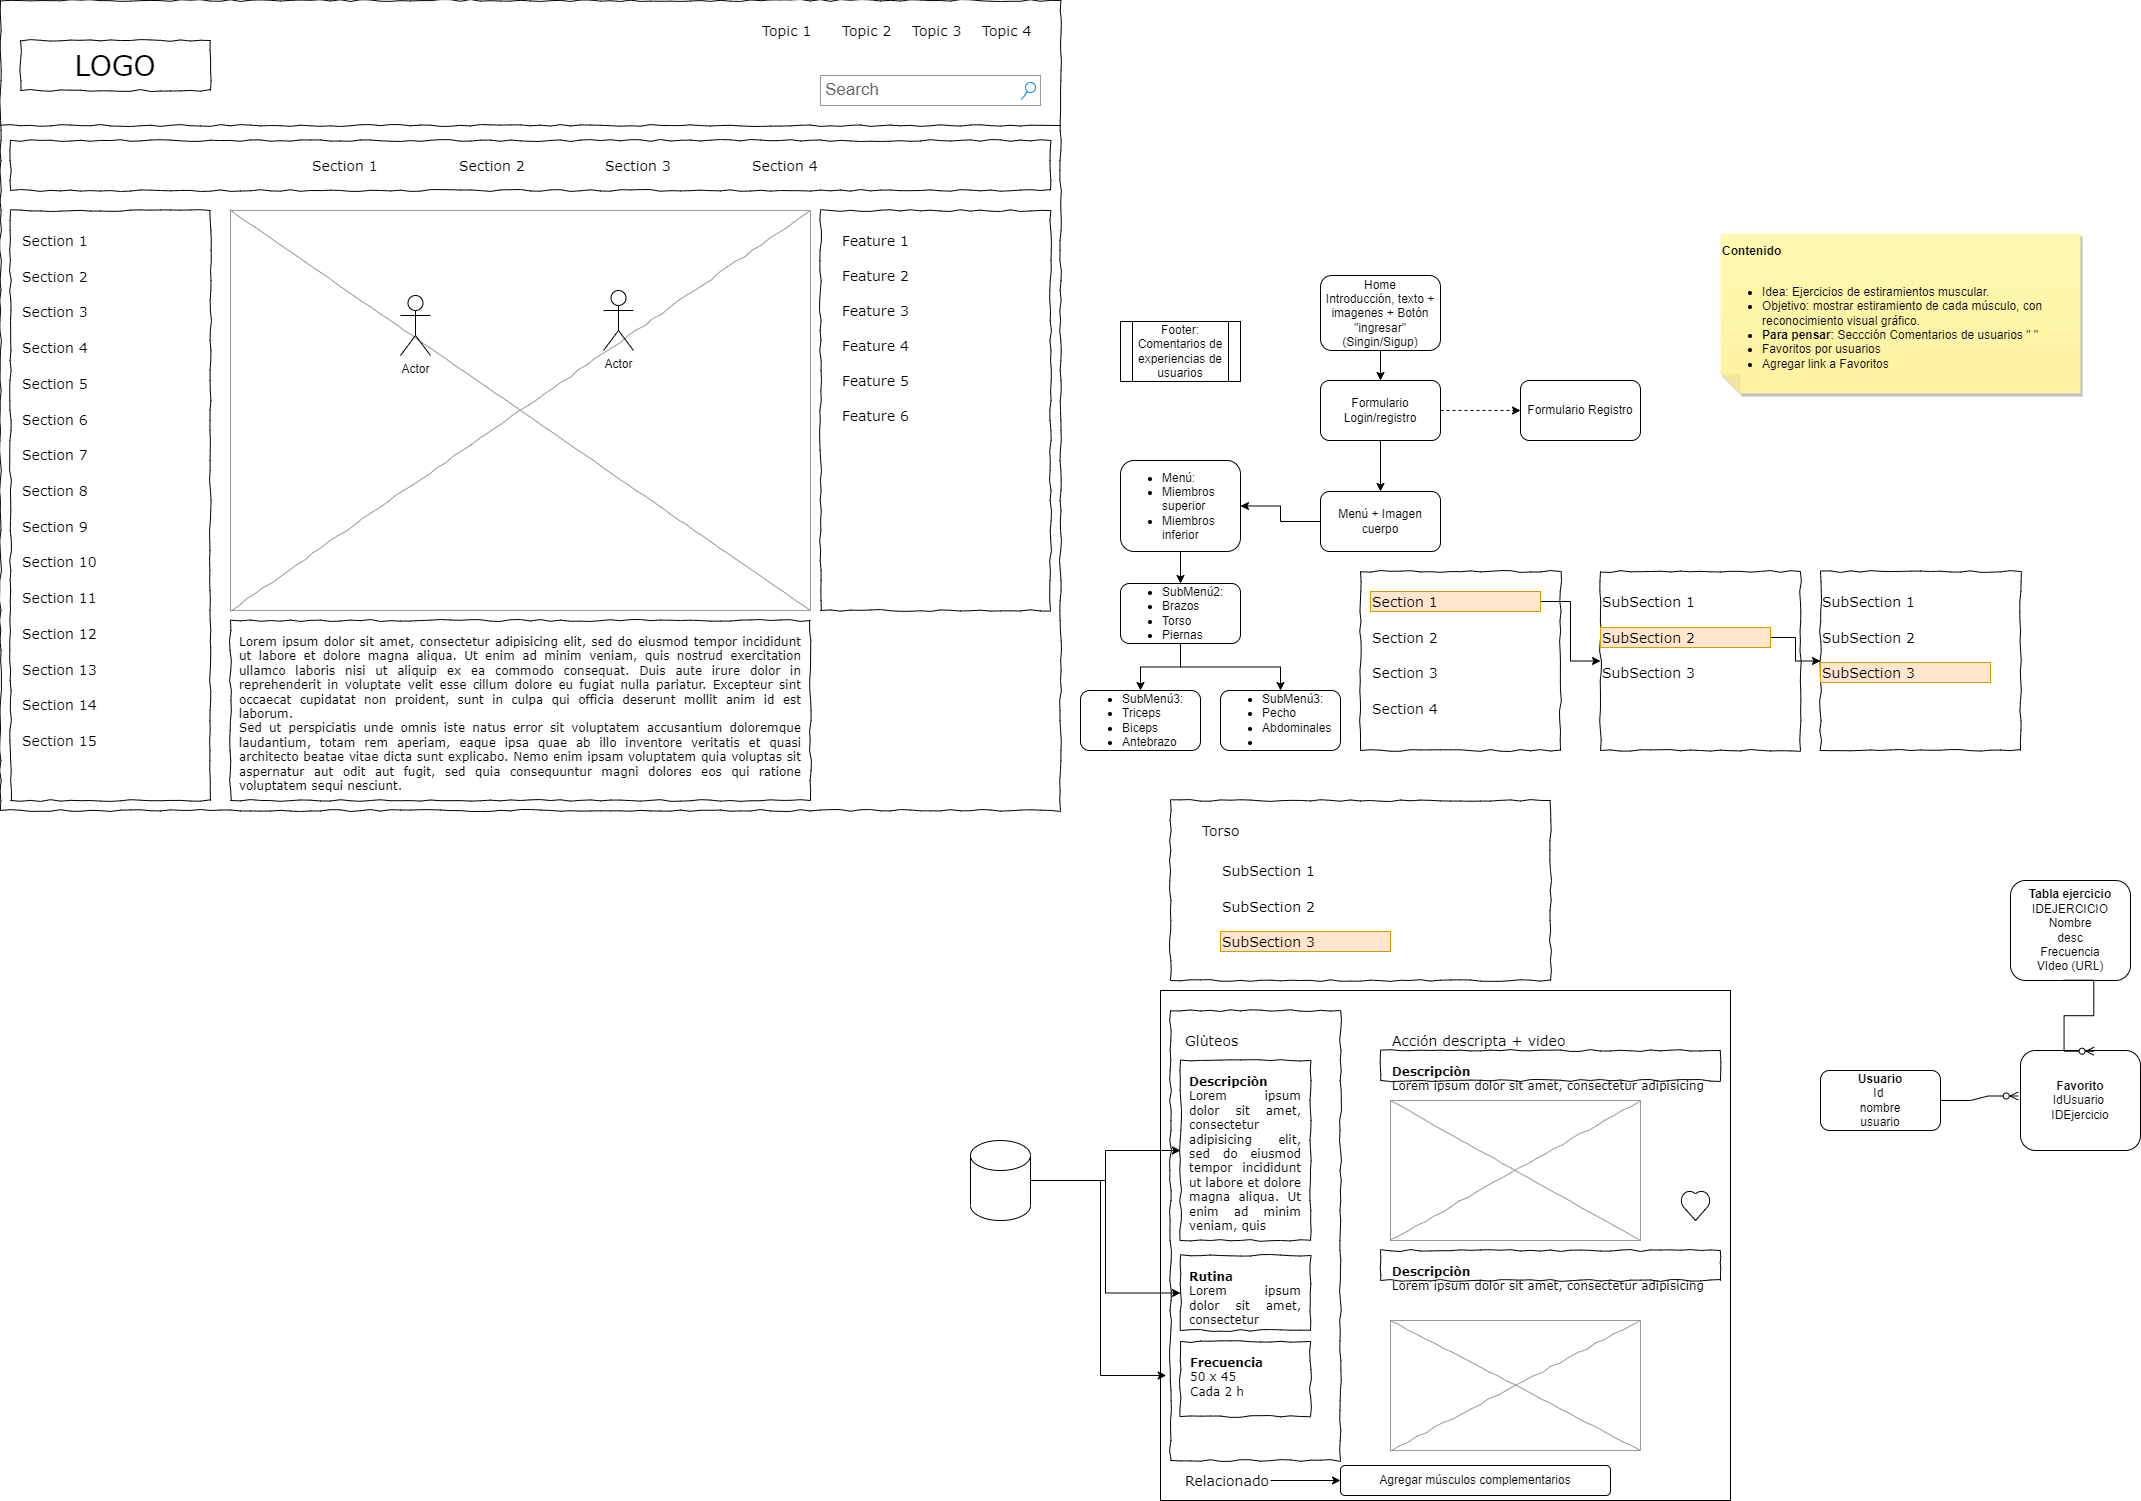 Topic 1
Topic 2
Topic 3
Topic 4
LOGO
Search
Section 1
Section 2
Section 3
Section 4
Section 1
Section 2
Section 3
Section 4
Section 5
Section 6
Section 7
Section 8
Section 9
Section 10
Section 11
Section 12
Section 13
Section 14
Section 15
Actor
Actor
Feature 1
Feature 2
Feature 3
Feature 4
Feature 5
Feature 6
Lorem ipsum dolor sit amet, consectetur adipisicing elit, sed do eiusmod tempor incididunt
ut labore et dolore magna aliqua. Ut enim ad minim veniam, quis nostrud exercitation
ullamco laboris nisi ut aliquip ex ea commodo consequat. Duis aute irure dolor in
reprehenderit in voluptate velit esse cillum dolore eu fugiat nulla pariatur. Excepteur sint
occaecat cupidatat non proident, sunt in culpa qui officia deserunt mollit anim id est
laborum.
Sed ut perspiciatis unde omnis iste natus error sit voluptatem accusantium doloremque
laudantium, totam rem aperiam, eaque ipsa quae ab illo inventore veritatis et quasi
architecto beatae vitae dicta sunt explicabo. Nemo enim ipsam voluptatem quia voluptas sit
aspernatur aut odit aut fugit, sed quia consequuntur magni dolores eos qui ratione
voluptatem sequi nesciunt.
Footer:
Comentarios de
experiencias de
usuarios
Home
Introducción, texto +
imagenes + Botón
"ingresar"
(Singin/Sigup)
Formulario
Login/registro
Formulario Registro
Menú + Imagen
cuerpo
Menú:
Miembros
superior
Miembros
inferior
SubMenú2:
Brazos
Torso
Piernas
SubMenú3:
Triceps
Biceps
Antebrazo
SubMenú3:
Pecho
Abdominales
Contenido
Idea: Ejercicios de estiramientos muscular.
Objetivo: mostrar estiramiento de cada músculo, con
reconocimiento visual gráfico.
Para pensar: Seccción Comentarios de usuarios " "
Favoritos por usuarios
Agregar link a Favoritos
Section 1
Section 2
Section 3
Section 4
SubSection 1
SubSection 2
SubSection 3
SubSection 1
SubSection 2
SubSection 3
Torso
SubSection 1
SubSection 2
SubSection 3
Glùteos
Descripciòn
Lorem ipsum
dolor sit amet,
consectetur
adipisicing elit,
sed do eiusmod
tempor incididunt
ut labore et dolore
magna aliqua. Ut
enim ad minim
veniam, quis
Rutina
Lorem ipsum
dolor sit amet,
consectetur
Frecuencia
50 x 45
Cada 2 h
Acción descripta + video
Descripciòn
Lorem ipsum dolor sit amet, consectetur adipisicing
Descripciòn
Lorem ipsum dolor sit amet, consectetur adipisicing
Relacionado
Agregar músculos complementarios
Tabla ejercicio
IDEJERCICIO
Nombre
desc
Frecuencia
VIdeo (URL)
Usuario
Id
nombre
usuario
Favorito
IdUsuario
IDEjercicio